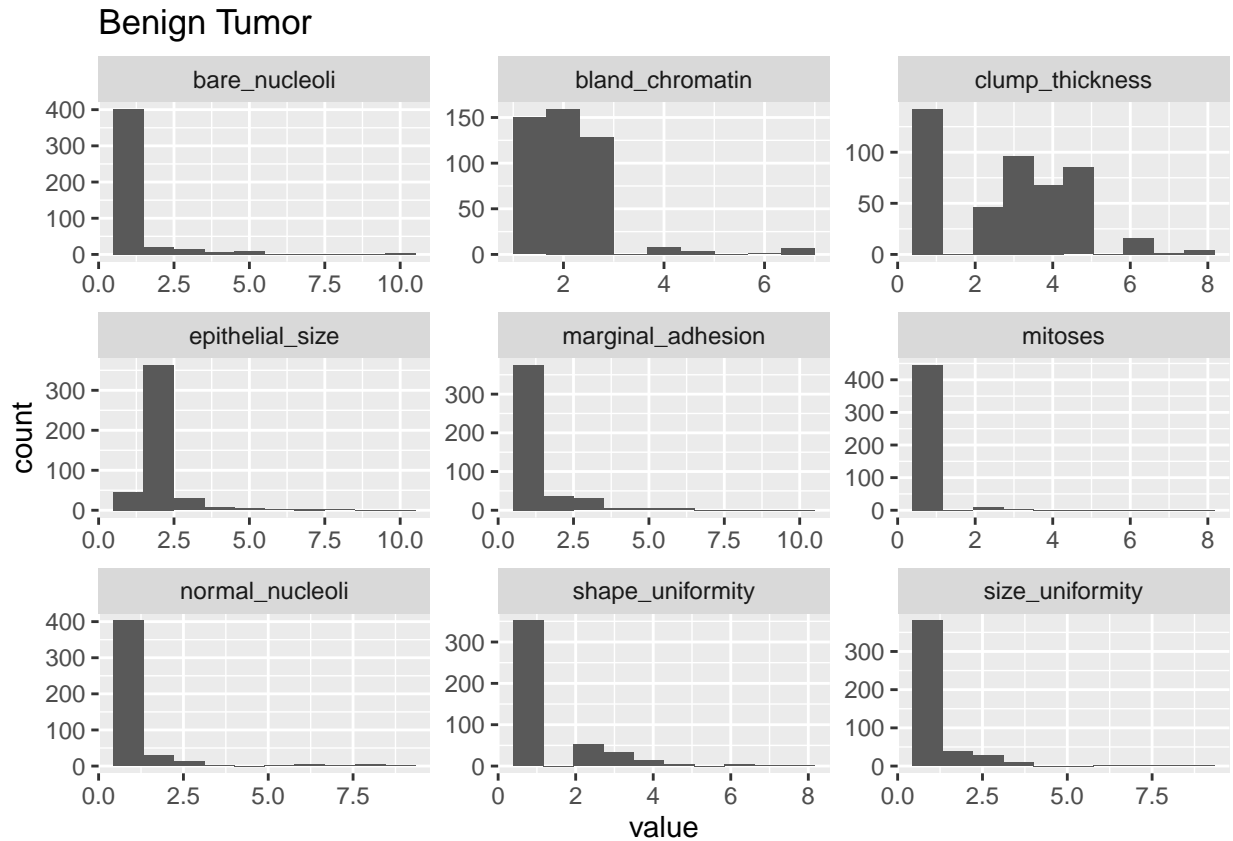 Benign Tumor
bare_nucleoli bland_chromatin clump_thickness
400 300 200 100 0
0.0 2.5 5.0 7.5 10.0
150 100 50 0
2 4 6
100 50 0
0 2 4 6 8
epithelial_size marginal_adhesion mitoses
300 200 100 0
0.0 2.5 5.0 7.5 10.0
300 200 100 0
0.0 2.5 5.0 7.5 10.0
400 300 200 100 0
0 2 4 6 8
normal_nucleoli shape_uniformity size_uniformity
400 300 200 100 0
0.0 2.5 5.0 7.5
300 200 100 0
0 2 4 6 8
300 200 100 0
0.0 2.5 5.0 7.5
count
value